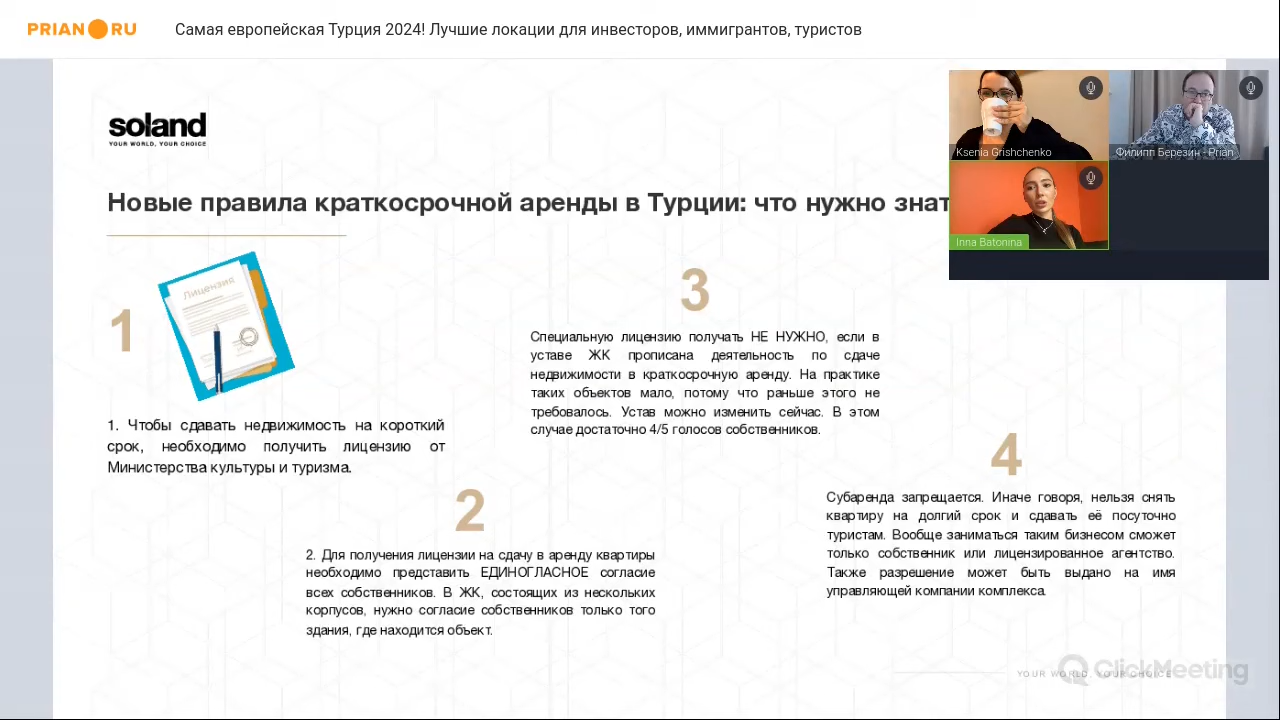 PRIAN RU
Самая европейская Турция 2024! Лучшие локации для инвесторов, иммигрантов, туристов
soland
YOUR WORLD, YOUR CHOICE
Новые правила краткосрочной аренды в Турции: что нужно знат
Ksenia Grishchenko
Филипп Березин - Prian
Inna Batonina
1
Лицензия
1. Чтобы сдавать недвижимость на короткий
срок, необходимо получить лицензию от
Министерства культуры и туризма.
2
2. Для получения лицензии на сдачу в аренду квартиры
необходимо представить ЕДИНОГЛАСНОЕ согласие
всех собственников. В ЖК, состоящих из нескольких
корпусов, нужно согласие собственников только того
здания, где находится объект.
3
Специальную лицензию получать НЕ НУЖНО, если в
уставе ЖК прописана деятельность по сдаче
недвижимости в краткосрочную аренду. На практике
таких объектов мало, потому что раньше этого не
требовалось. Устав можно изменить сейчас. В этом
случае достаточно 4/5 голосов собственников.
4
Субаренда запрещается. Иначе говоря, нельзя снять
квартиру на долгий срок и сдавать её посуточно
туристам. Вообще заниматься таким бизнесом сможет
только собственник или лицензированное агентство.
Также разрешение может быть выдано на имя
управляющей компании комплекса.
YOUR WORLD, YOUR CHOICE
ClickMeeting